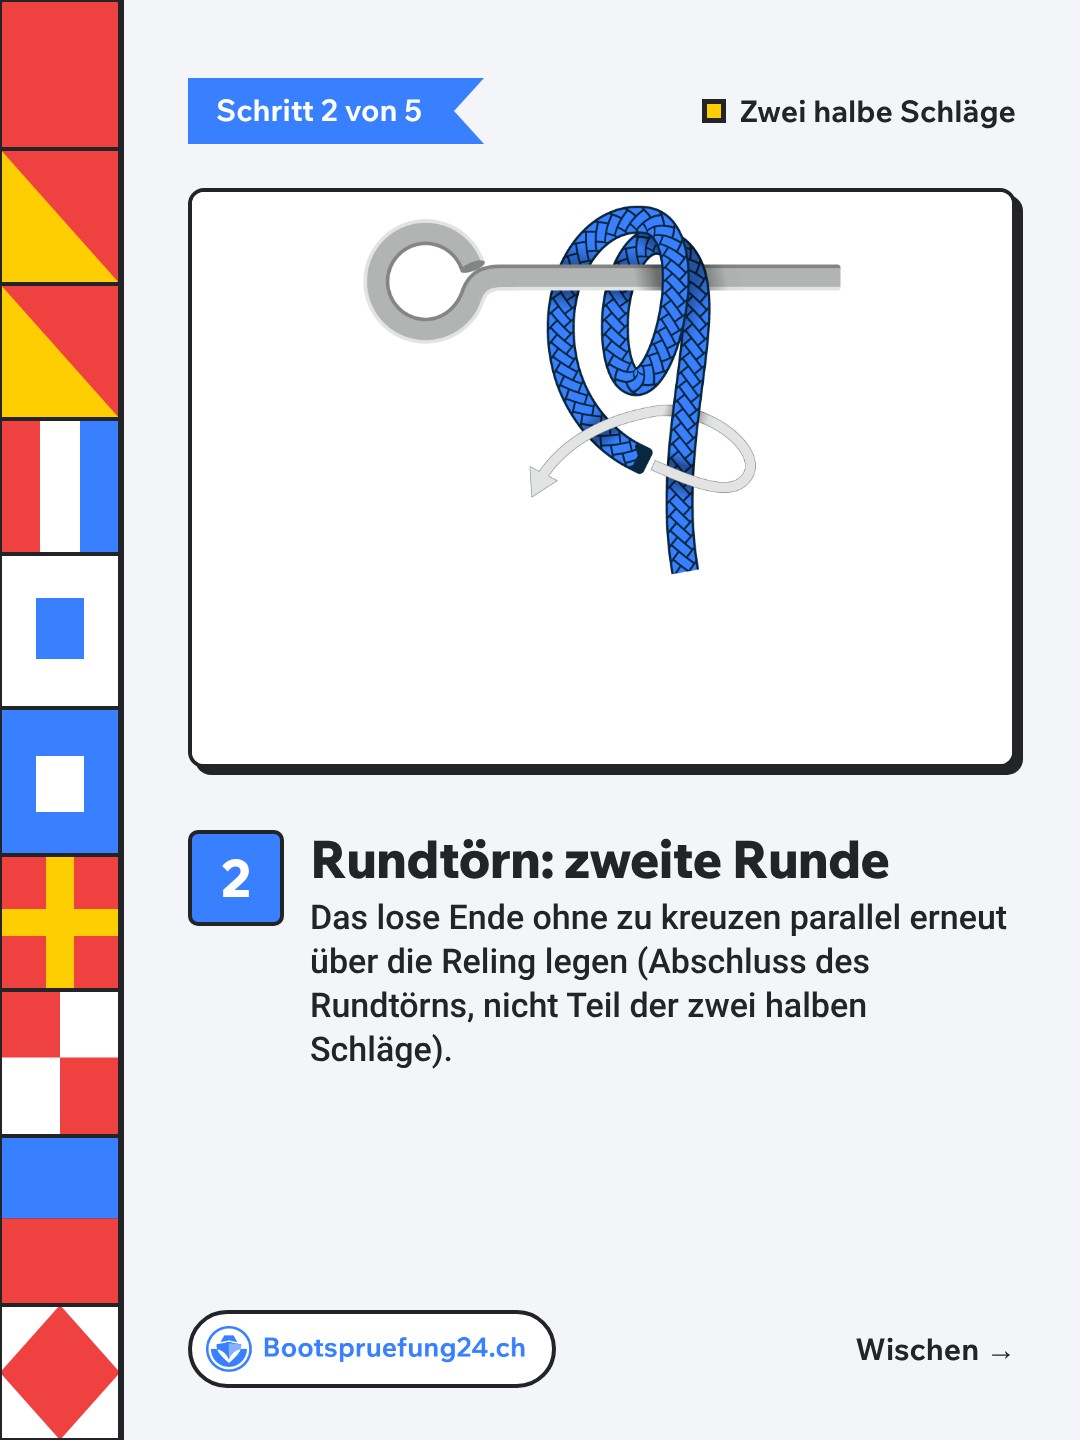 Schritt 2 von 5
Zwei halbe Schläge
2
Rundtörn: zweite Runde
Das lose Ende ohne zu kreuzen parallel erneut
über die Reling legen (Abschluss des
Rundtörns, nicht Teil der zwei halben
Schläge).
Bootspruefung24.ch
Wischen →